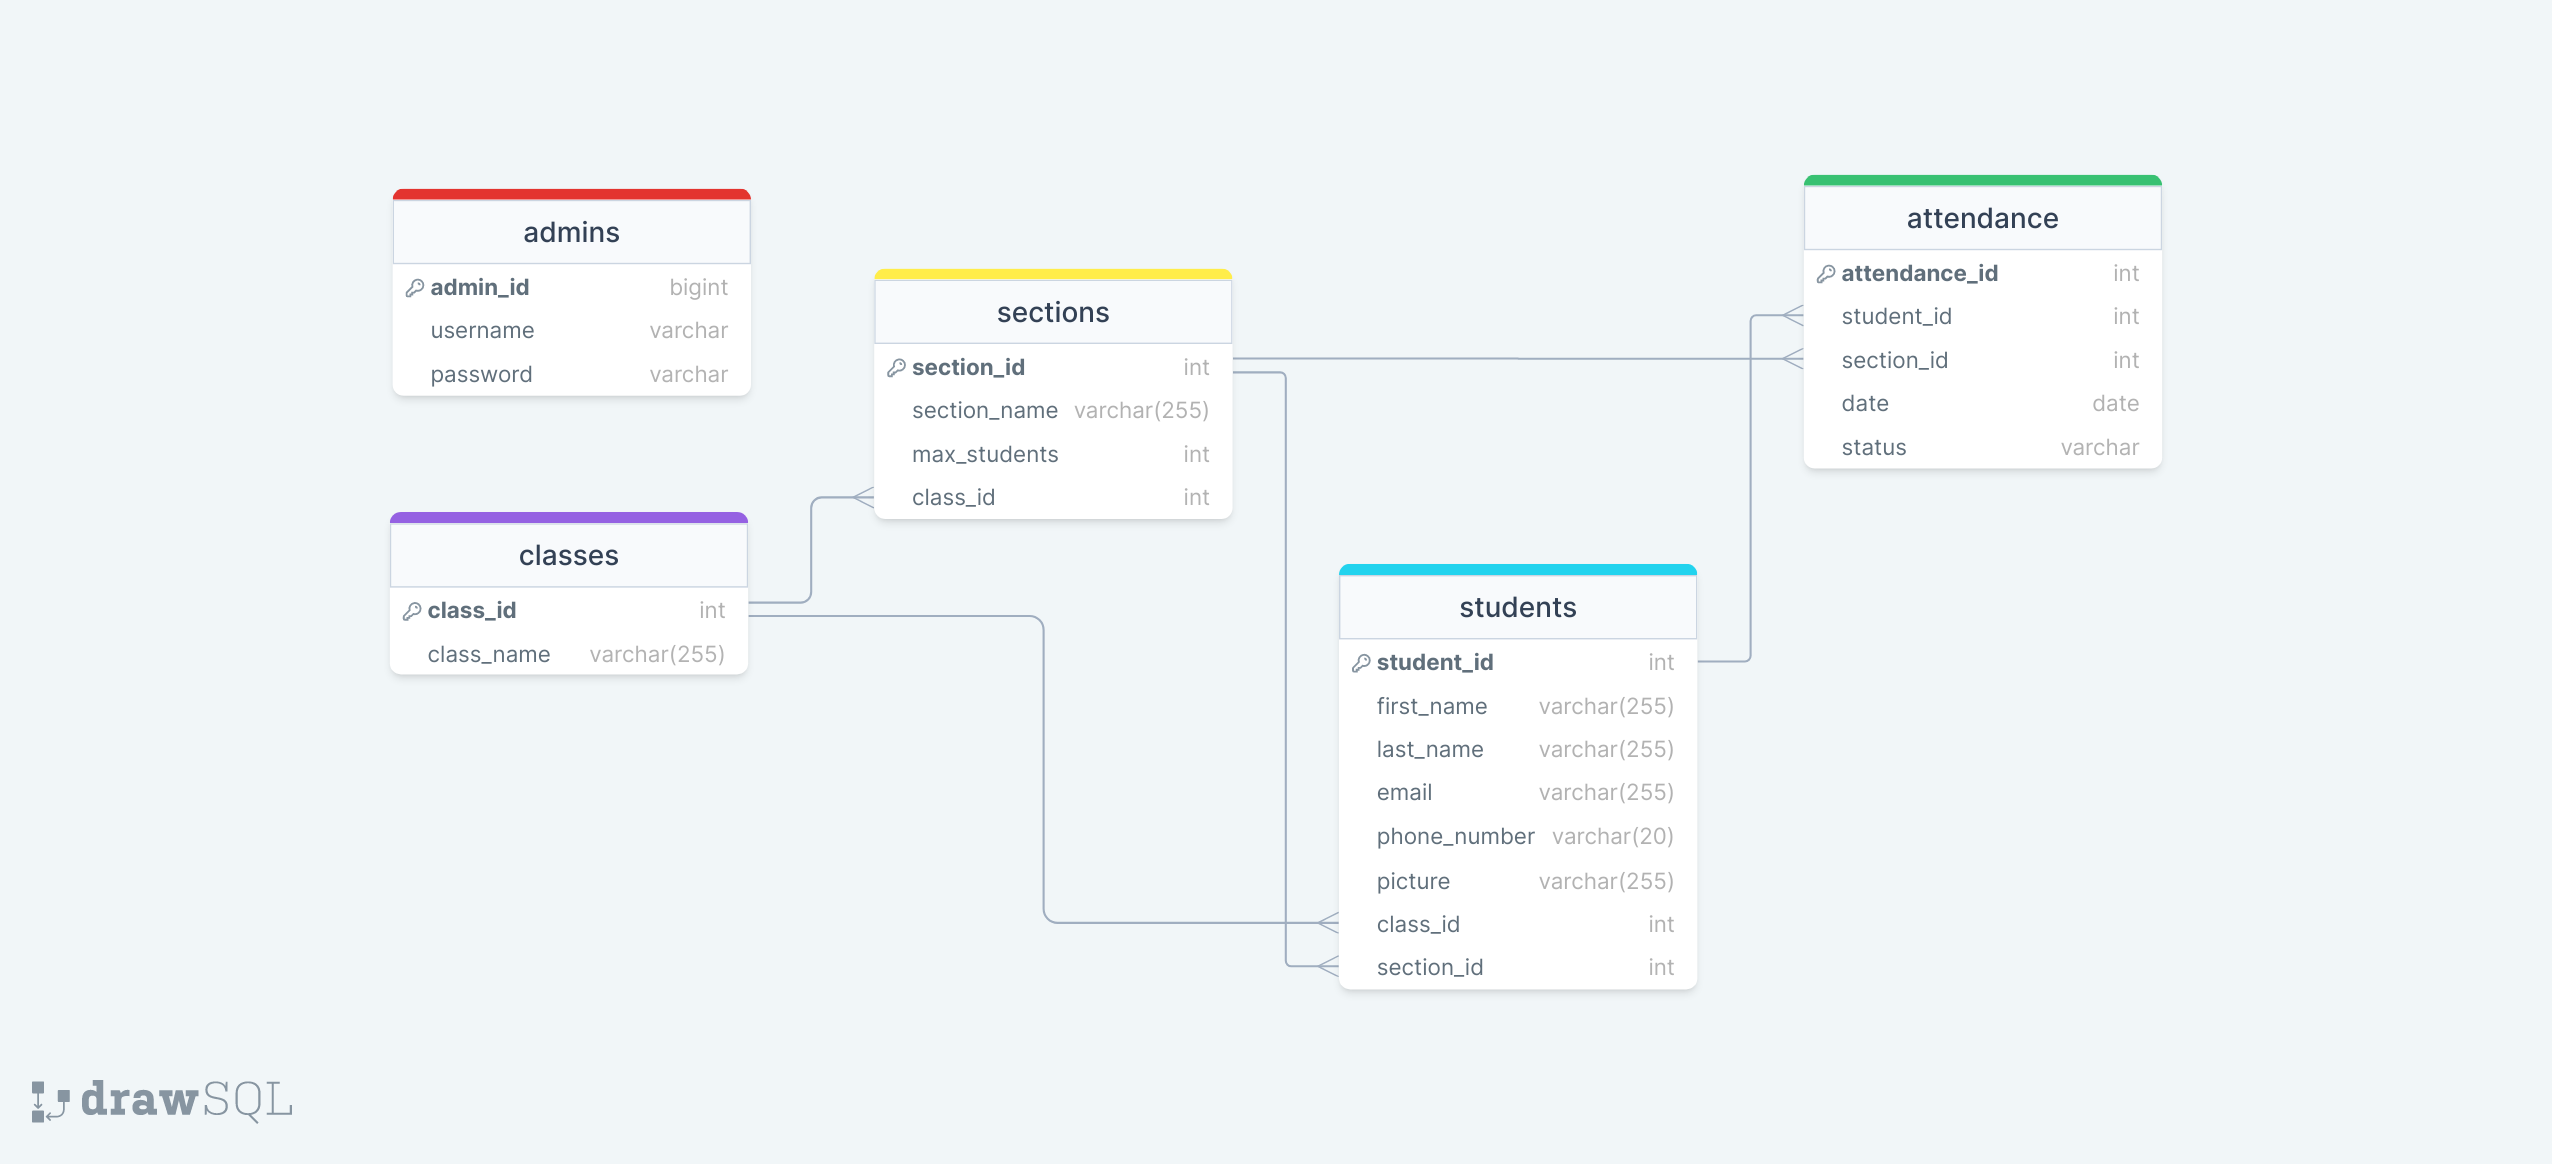 admins
admin_id bigint
username varchar
password varchar
classes
class_id int
class_name varchar(255)
sections
section_id int
section_name varchar(255)
max_students int
class_id int
students
student_id int
first_name varchar(255)
last_name varchar(255)
email varchar(255)
phone_number varchar(20)
picture varchar(255)
class_id int
section_id int
attendance
attendance_id int
student_id int
section_id int
date date
status varchar
drawSQL